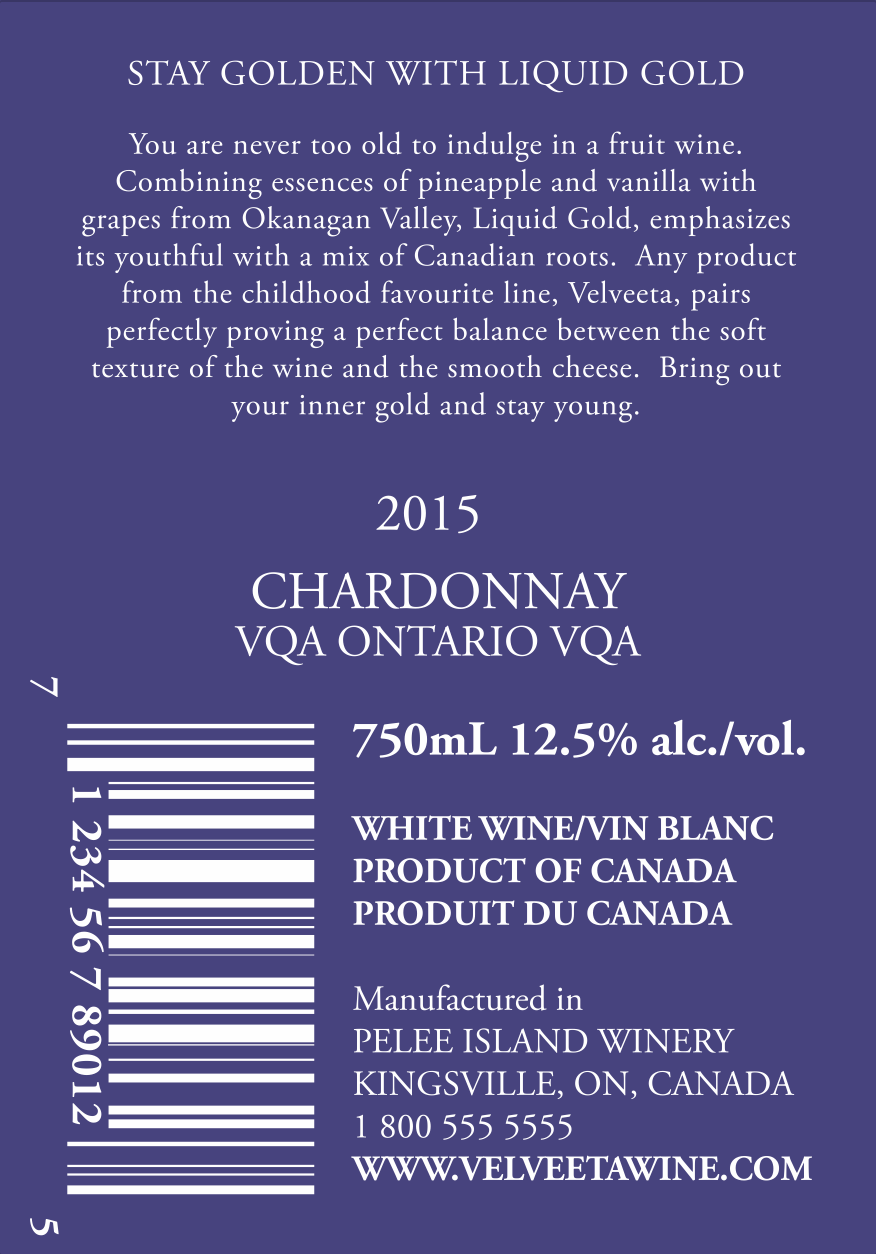 STAY GOLDEN WITH LIQUID GOLD
You are never too old to indulge in a fruit wine.
Combining essences of pineapple and vanilla with
grapes from Okanagan Valley, Liquid Gold, emphasizes
its youthful with a mix of Canadian roots.  Any product
from the childhood favourite line, Velveeta, pairs
perfectly proving a perfect balance between the soft
texture of the wine and the smooth cheese.  Bring out
your inner gold and stay young.
2015
CHARDONNAY
VQA ONTARIO VQA
7
1 234 56 7 89012
5
750mL 12.5% alc./vol.
WHITE WINE/VIN BLANC
PRODUCT OF CANADA
PRODUIT DU CANADA
Manufactured in
PELEE ISLAND WINERY
KINGSVILLE, ON, CANADA
1 800 555 5555
WWW.VELVEETAWINE.COM